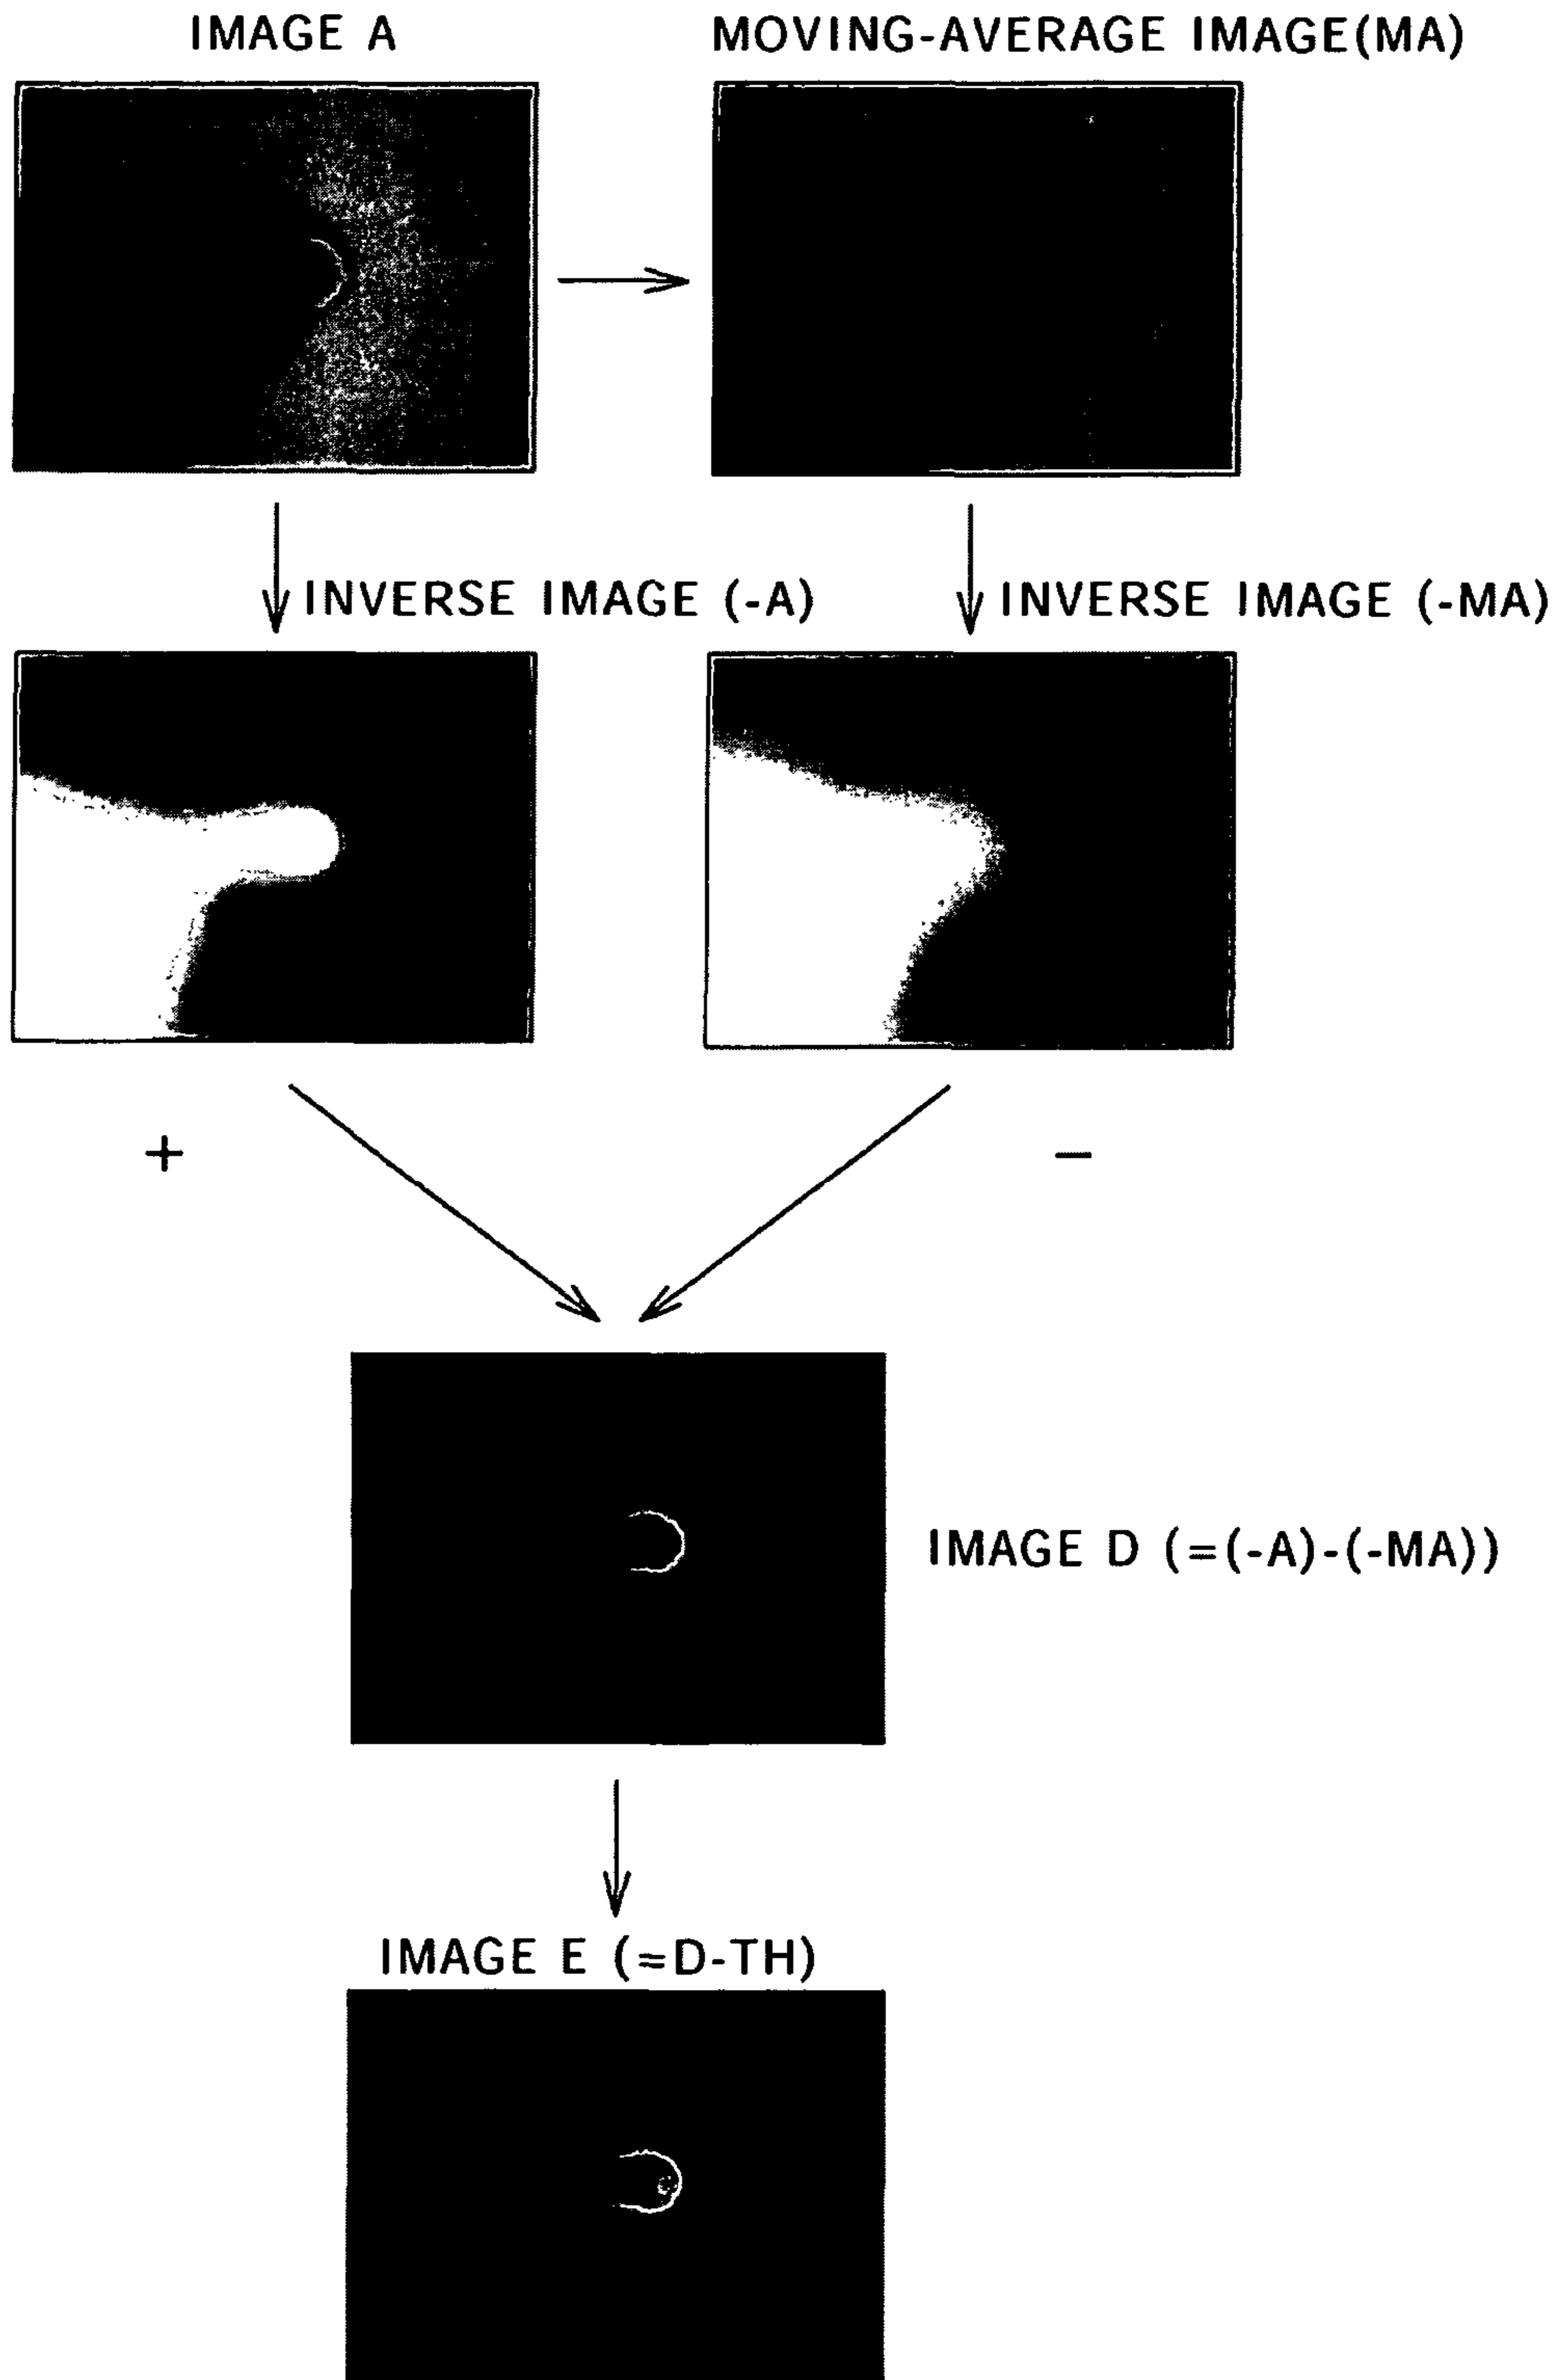 IMAGE A
MOVING-AVERAGE IMAGE(MA)
INVERSE IMAGE (-A)
INVERSE IMAGE (-MA)
+
−
IMAGE D (=(-A)-(-MA))
IMAGE E (=D-TH)